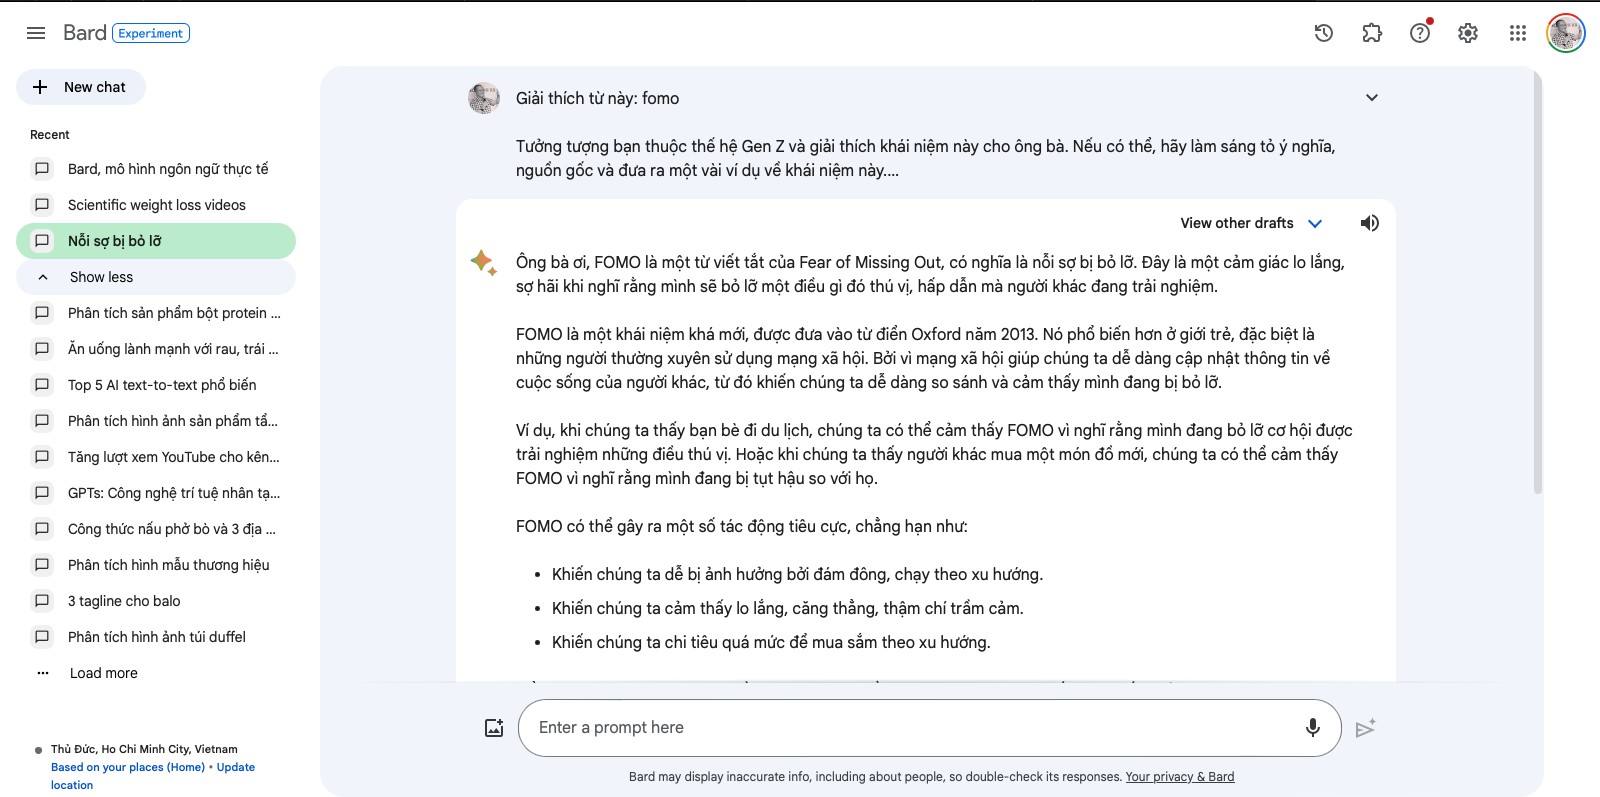 Bard Experiment
New chat
Recent
Bard, mô hình ngôn ngữ thực tế
Scientific weight loss videos
Nỗi sợ bị bỏ lỡ
Show less
Phân tích sản phẩm bột protein ...
Ăn uống lành mạnh với rau, trái ...
Top 5 AI text-to-text phổ biến
Phân tích hình ảnh sản phẩm tẩ...
Tăng lượt xem YouTube cho kên...
GPTs: Công nghệ trí tuệ nhân tạ...
Công thức nấu phở bò và 3 địa ...
Phân tích hình mẫu thương hiệu
3 tagline cho balo
Phân tích hình ảnh túi duffel
Load more
Thủ Đức, Ho Chi Minh City, Vietnam
Based on your places (Home) • Update
location
Giải thích từ này: fomo
Tưởng tượng bạn thuộc thế hệ Gen Z và giải thích khái niệm này cho ông bà. Nếu có thể, hãy làm sáng tỏ ý nghĩa,
nguồn gốc và đưa ra một vài ví dụ về khái niệm này....
View other drafts
Ông bà ơi, FOMO là một từ viết tắt của Fear of Missing Out, có nghĩa là nỗi sợ bị bỏ lỡ. Đây là một cảm giác lo lắng,
sợ hãi khi nghĩ rằng mình sẽ bỏ lỡ một điều gì đó thú vị, hấp dẫn mà người khác đang trải nghiệm.
FOMO là một khái niệm khá mới, được đưa vào từ điển Oxford năm 2013. Nó phổ biến hơn ở giới trẻ, đặc biệt là
những người thường xuyên sử dụng mạng xã hội. Bởi vì mạng xã hội giúp chúng ta dễ dàng cập nhật thông tin về
cuộc sống của người khác, từ đó khiến chúng ta dễ dàng so sánh và cảm thấy mình đang bị bỏ lỡ.
Ví dụ, khi chúng ta thấy bạn bè đi du lịch, chúng ta có thể cảm thấy FOMO vì nghĩ rằng mình đang bỏ lỡ cơ hội được
trải nghiệm những điều thú vị. Hoặc khi chúng ta thấy người khác mua một món đồ mới, chúng ta có thể cảm thấy
FOMO vì nghĩ rằng mình đang bị tụt hậu so với họ.
FOMO có thể gây ra một số tác động tiêu cực, chẳng hạn như:
• Khiến chúng ta dễ bị ảnh hưởng bởi đám đông, chạy theo xu hướng.
• Khiến chúng ta cảm thấy lo lắng, căng thẳng, thậm chí trầm cảm.
• Khiến chúng ta chi tiêu quá mức để mua sắm theo xu hướng.
Enter a prompt here
Bard may display inaccurate info, including about people, so double-check its responses. Your privacy & Bard